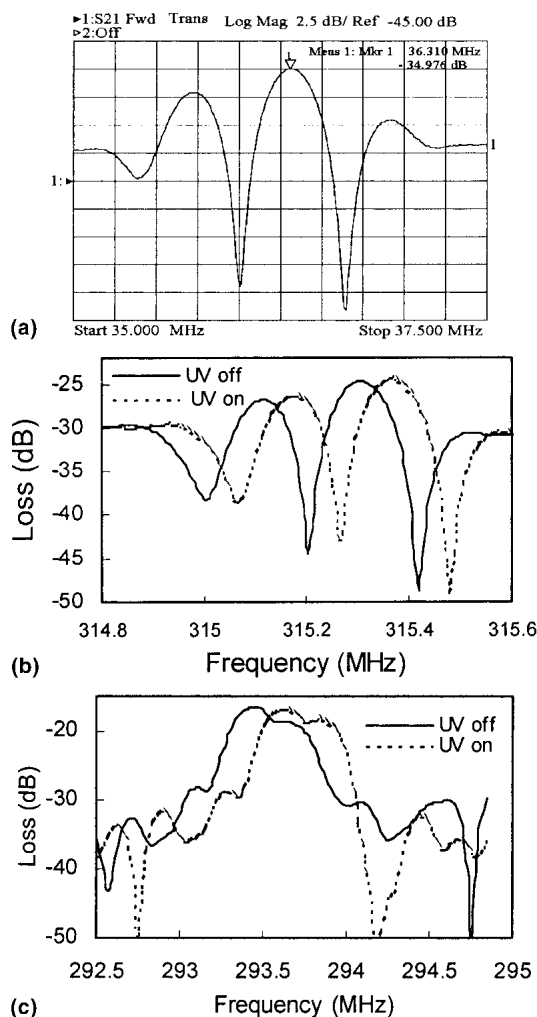 ►1:S21 Fwd Trans Log Mag 2.5 dB/ Ref -45.00 dB
▷2:Off
Meas 1: Mkr 1 36.310 MHz
-34.976 dB
1:►
1
Start 35.000 MHz Stop 37.500 MHz
(a)
-25
-30
-35
-40
-45
-50
Loss (dB)
UV off
UV on
314.8 315 315.2 315.4 315.6
Frequency (MHz)
(b)
-20
-30
-40
-50
Loss (dB)
UV off
UV on
292.5 293 293.5 294 294.5 295
Frequency (MHz)
(c)